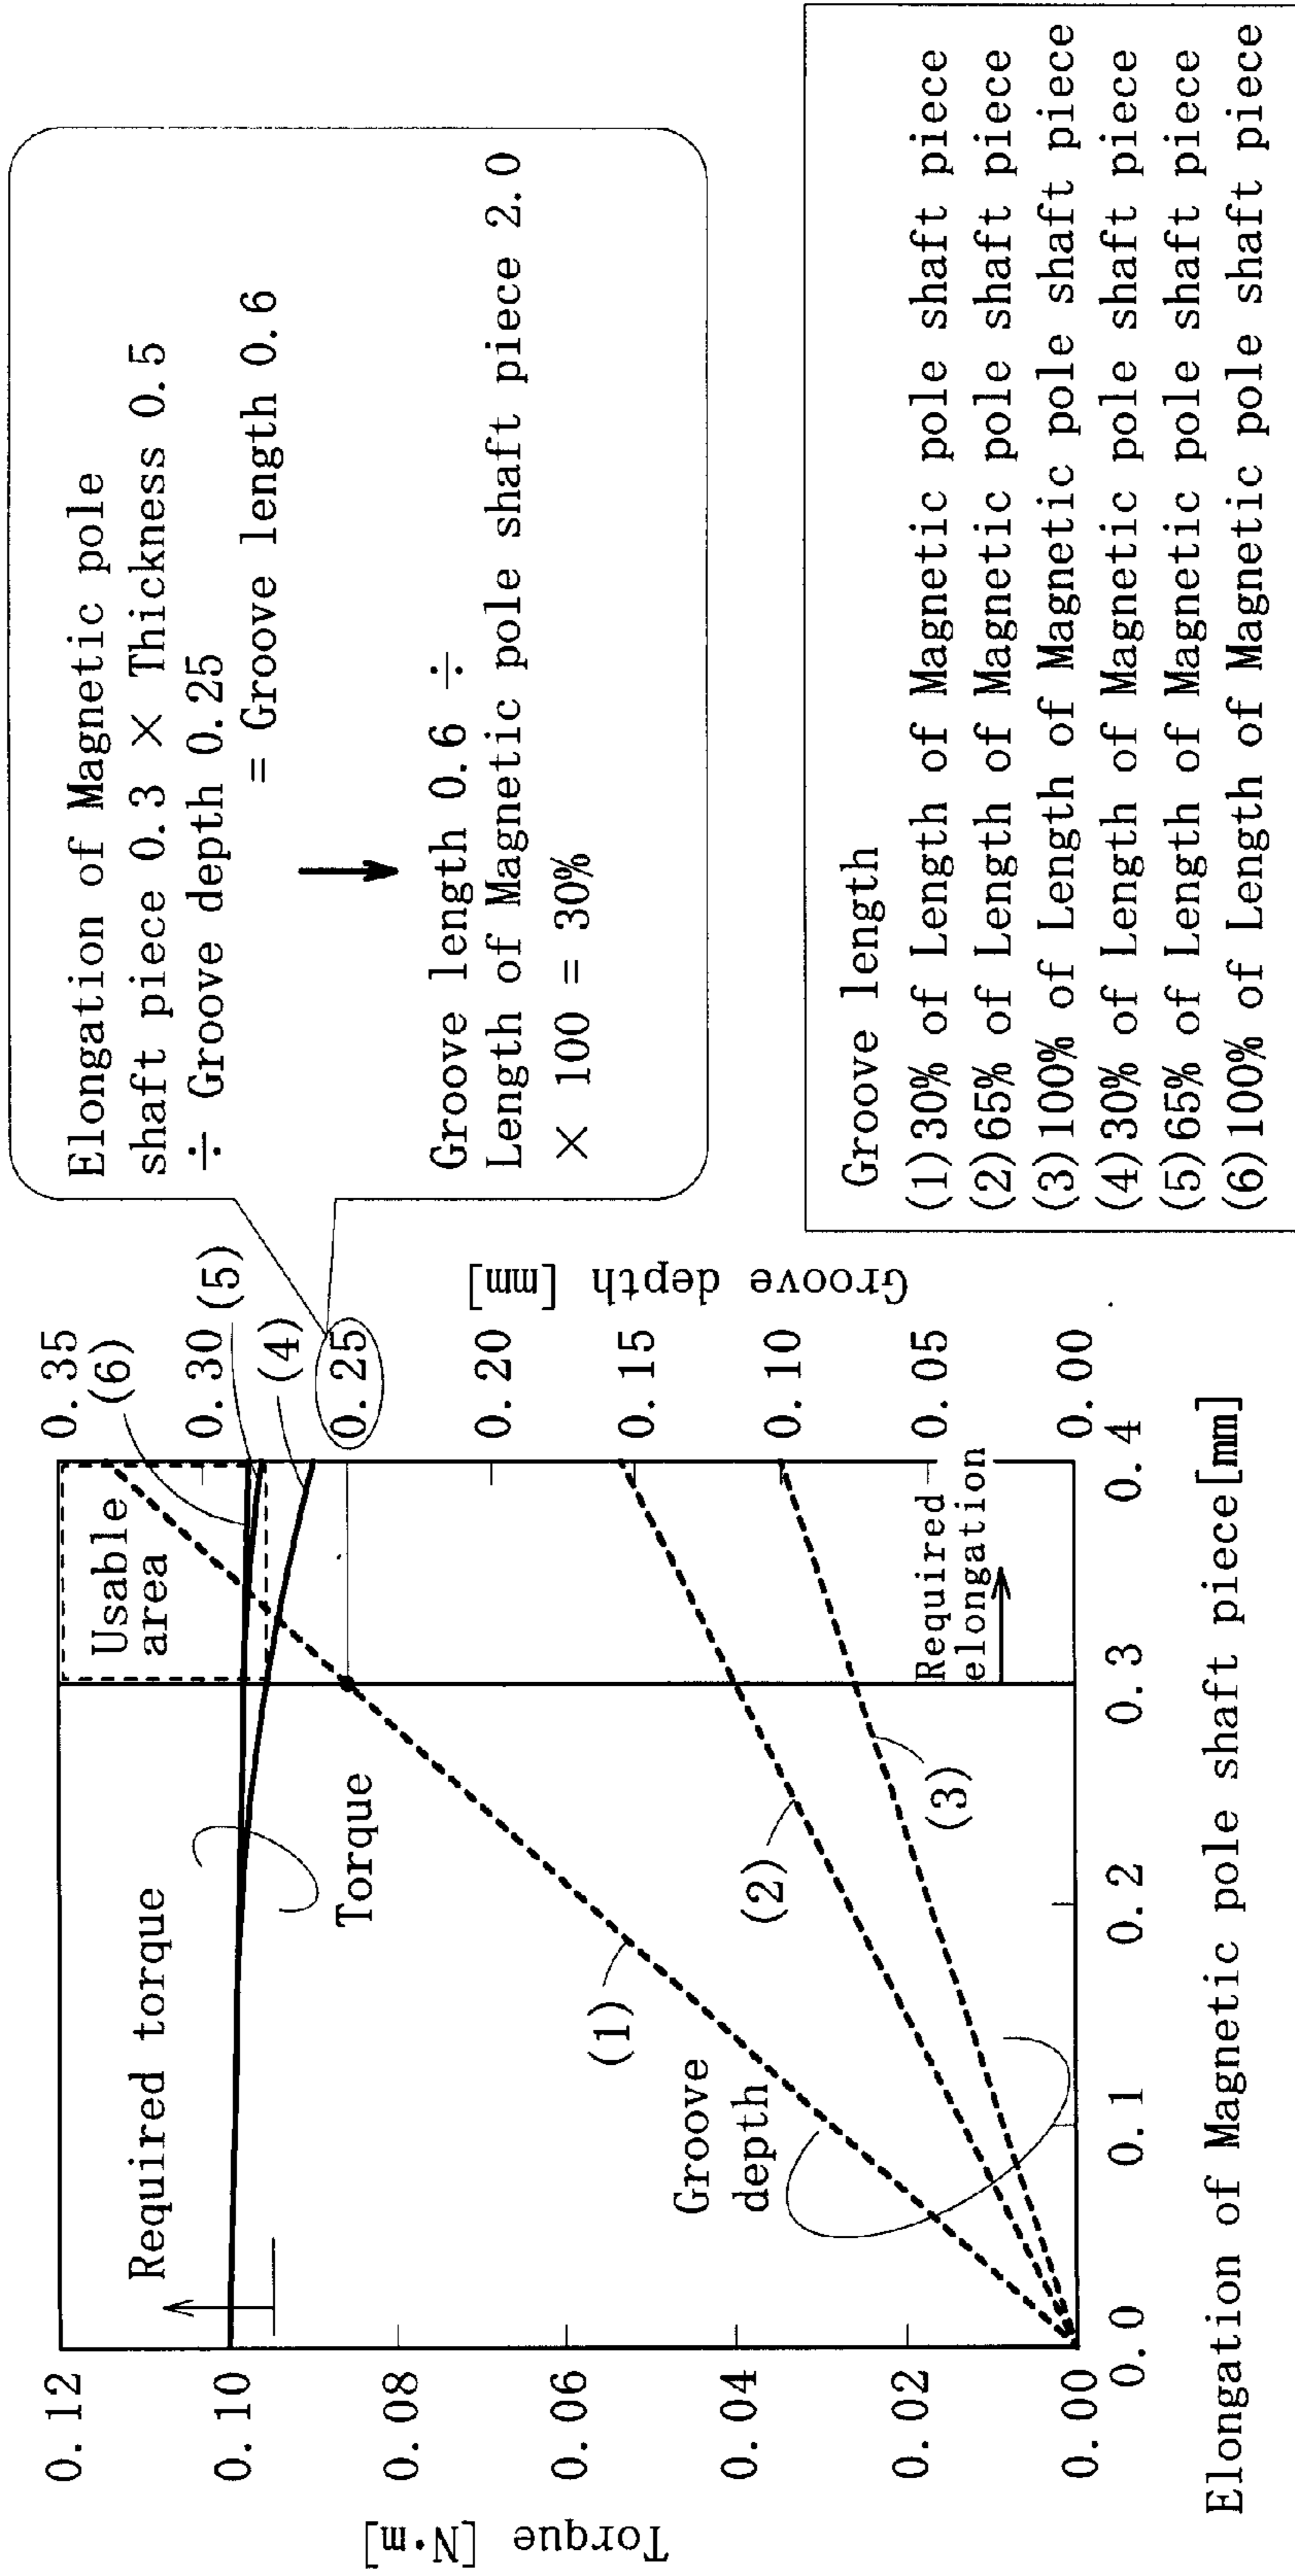 Elongation of Magnetic pole
shaft piece 0.3 × Thickness 0.5
÷ Groove depth 0.25
= Groove length 0.6
Groove length 0.6 ÷
Length of Magnetic pole shaft piece 2.0
× 100 = 30%
Torque [N·m]
0.12
0.10
0.08
0.06
0.04
0.02
0.00
Required torque
Torque
Groove
depth
Usable
area
Required
elongation
(1)
(2)
(3)
(4)
(5)
(6)
0.35
0.30
0.25
0.20
0.15
0.10
0.05
0.00
Groove depth [mm]
0.0
0.1
0.2
0.3
0.4
Elongation of Magnetic pole shaft piece[mm]
Groove length
(1)30% of Length of Magnetic pole shaft piece
(2)65% of Length of Magnetic pole shaft piece
(3)100% of Length of Magnetic pole shaft piece
(4)30% of Length of Magnetic pole shaft piece
(5)65% of Length of Magnetic pole shaft piece
(6)100% of Length of Magnetic pole shaft piece